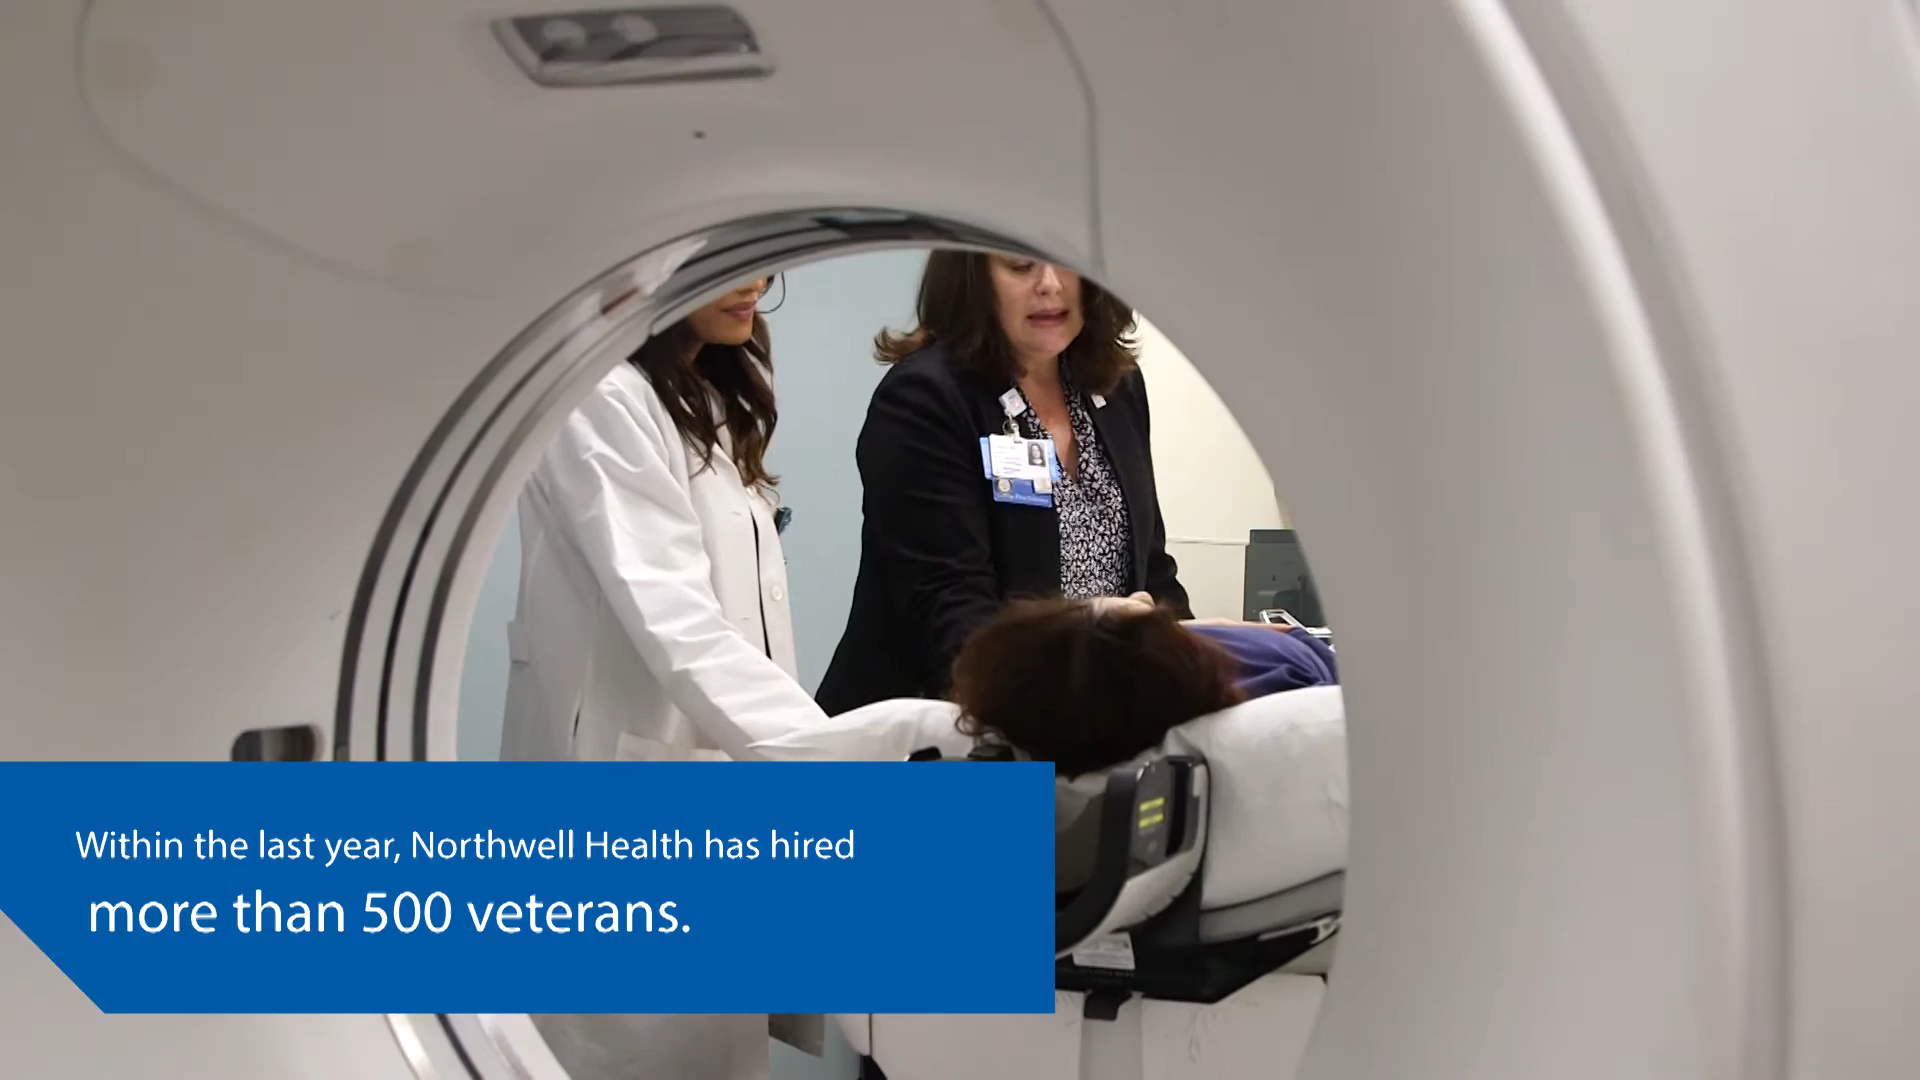 Within the last year, Northwell Health has hired
more than 500 veterans.